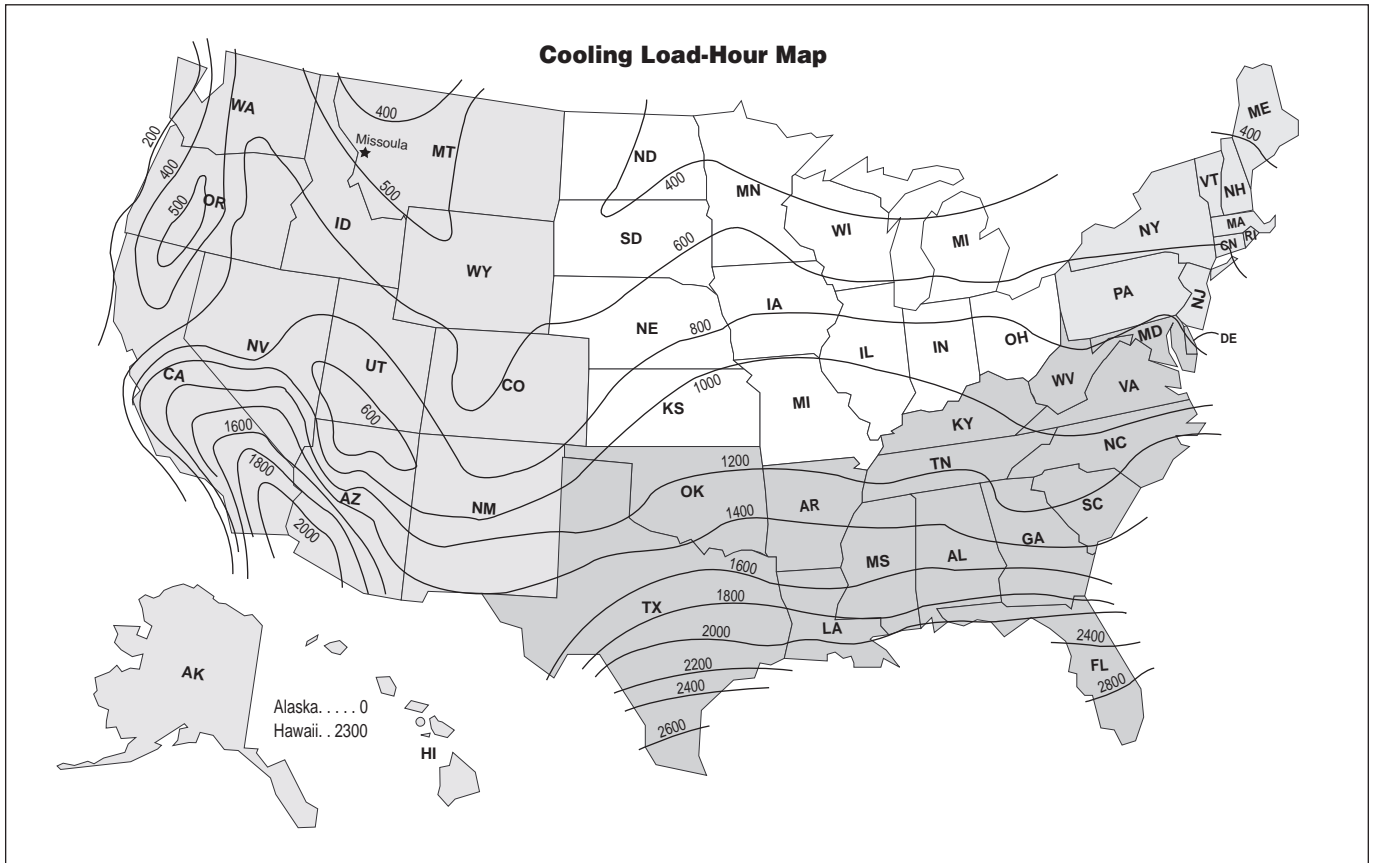 Cooling Load-Hour Map
WA
400
Missoula
MT
ND
MN
ME
400
200
400
500
OR
ID
500
400
WI
MI
NY
VT
NH
MA
CN
RI
WY
SD
600
PA
NJ
NE
IA
800
IL
IN
OH
MD
DE
NV
UT
CO
CA
600
KS
1000
MI
WV
VA
KY
1600
1800
2000
AZ
NM
OK
1200
AR
TN
NC
SC
1400
MS
AL
GA
TX
1600
1800
2000
LA
2200
2400
2600
2400
FL
2800
AK
Alaska. . . . . 0
Hawaii. . 2300
HI